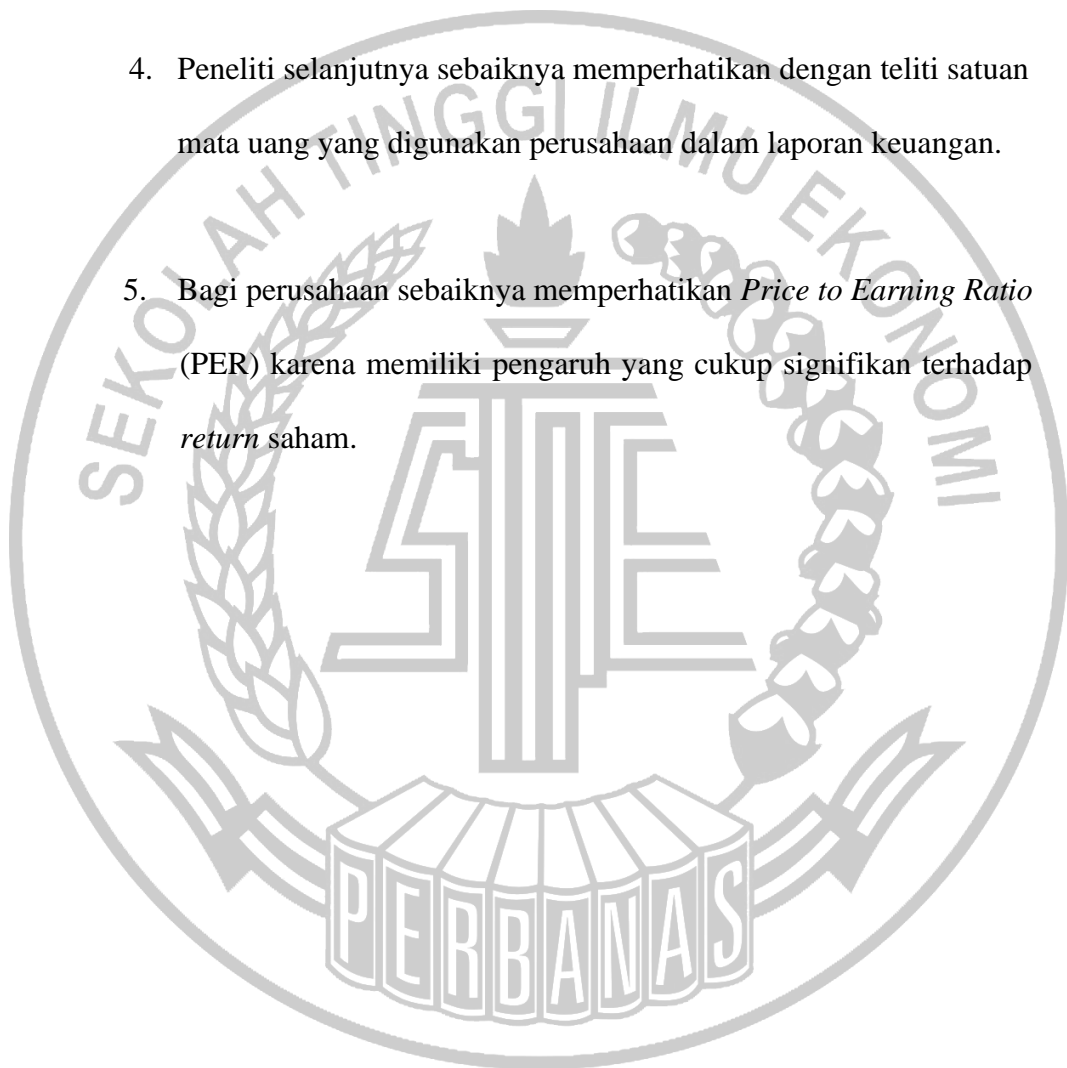 4. Peneliti selanjutnya sebaiknya memperhatikan dengan teliti satuan
mata uang yang digunakan perusahaan dalam laporan keuangan.
5. Bagi perusahaan sebaiknya memperhatikan Price to Earning Ratio
(PER) karena memiliki pengaruh yang cukup signifikan terhadap
return saham.
SEKOLAH TINGGI ILMU EKONOMI
STIE
PERBANAS